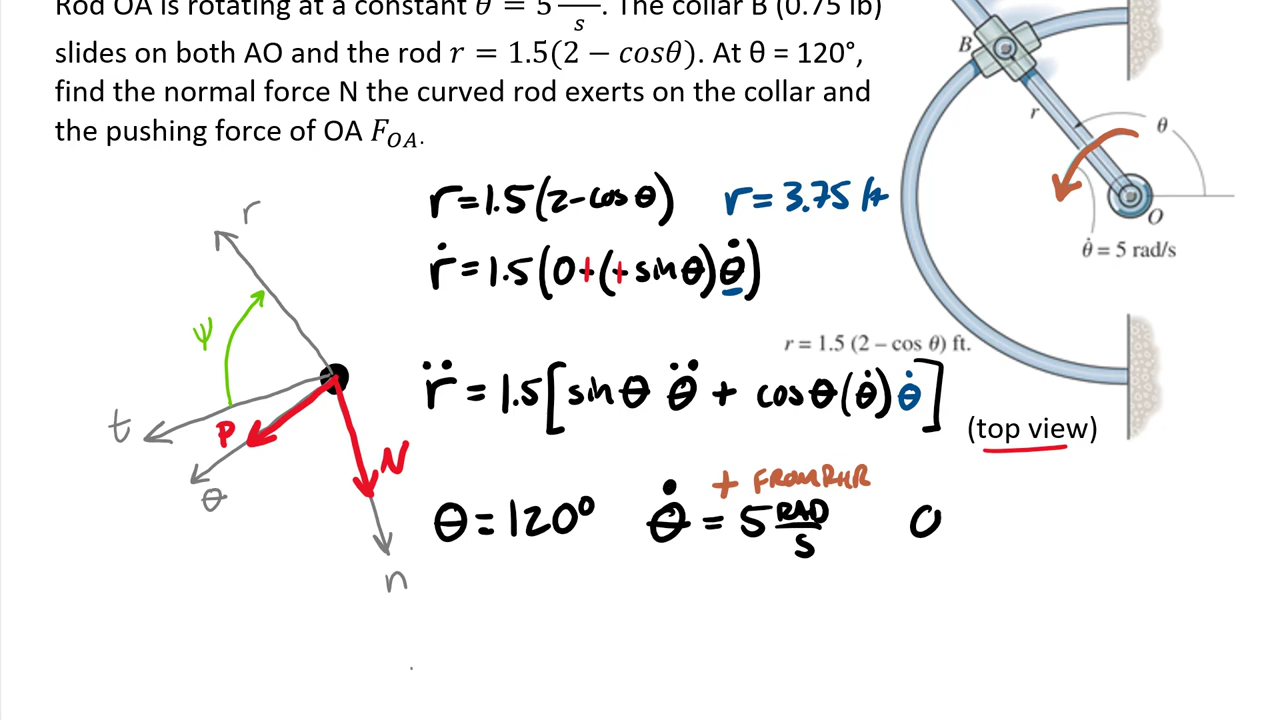 Rod OA is rotating at a constant θ̇ = 5 —/s. The collar B (0.75 lb)
slides on both AO and the rod r = 1.5(2 − cosθ). At θ = 120°,
find the normal force N the curved rod exerts on the collar and
the pushing force of OA F_OA.
B
r
θ
O
θ̇ = 5 rad/s
r = 1.5 (2 – cos θ) ft.
(top view)
r
ψ
t
P
θ
N
n
r=1.5(2-cos θ) r= 3.75 ft
ṙ = 1.5(0+(+sinθ)θ̇)
r̈ = 1.5[sinθ θ̈ + cosθ(θ̇)θ̇]
+ FROM RHR
θ = 120° θ̇ = 5 RAD/S 0